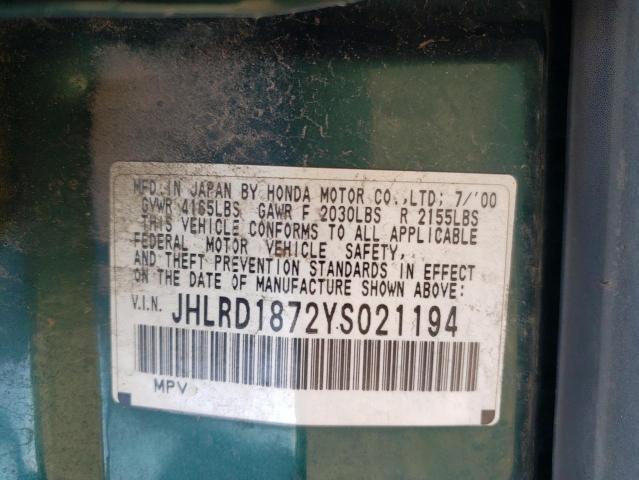 MFD.IN JAPAN BY HONDA MOTOR CO.,LTD; 7/'00
GVWR 4165LBS GAWR F 2030LBS R 2155LBS
THIS VEHICLE CONFORMS TO ALL APPLICABLE
FEDERAL MOTOR VEHICLE SAFETY,
AND THEFT PREVENTION STANDARDS IN EFFECT
ON THE DATE OF MANUFACTURE SHOWN ABOVE:
V.I.N. JHLRD1872YS021194
MPV